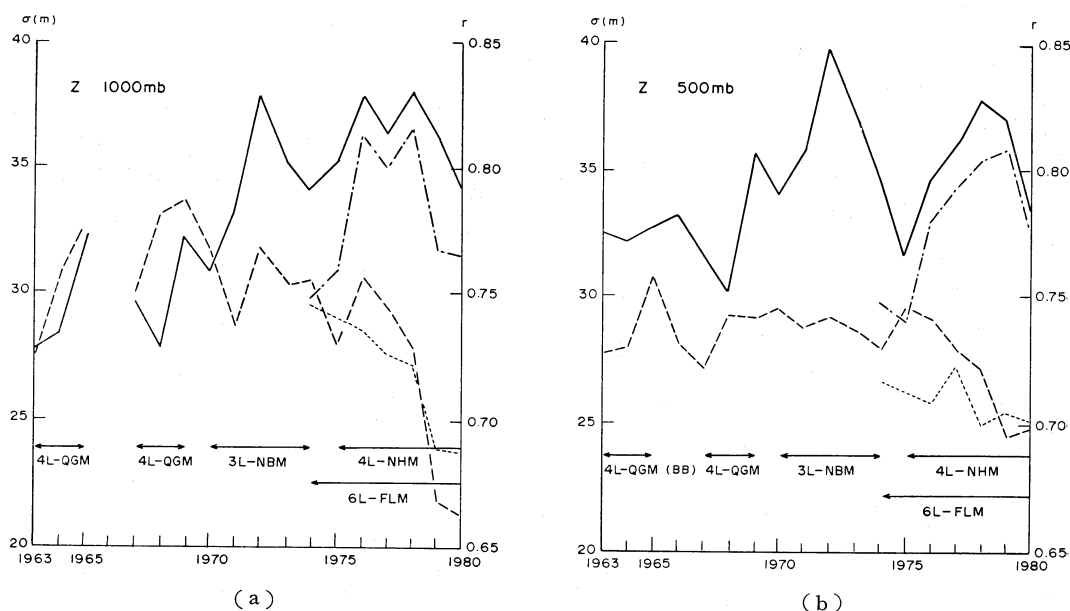 σ(m)
r
40
0.85
Z 1000mb
35
0.80
30
0.75
25
0.70
4L-QGM
4L-QGM
3L-NBM
4L-NHM
6L-FLM
20
0.65
1963
1965
1970
1975
1980
(a)
σ(m)
r
40
0.85
Z 500mb
35
0.80
30
0.75
25
0.70
4L-QGM (BB)
4L-QGM
3L-NBM
4L-NHM
6L-FLM
20
0.65
1963
1965
1970
1975
1980
(b)